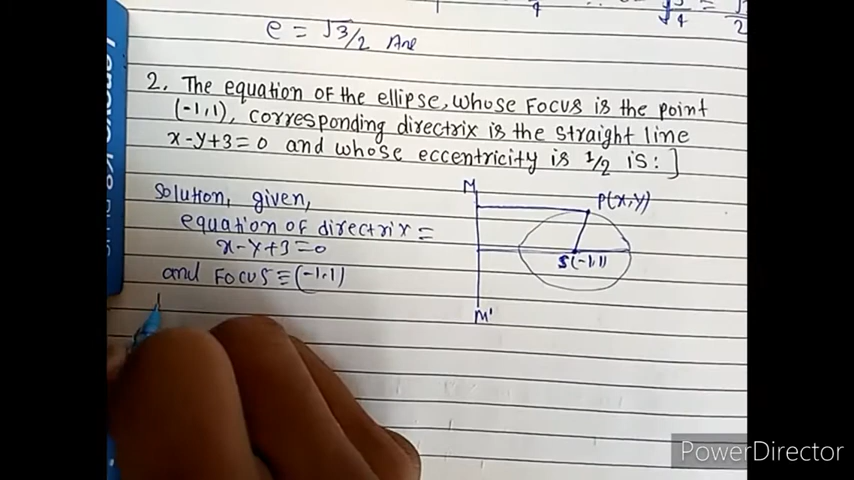 e = √3/2 Ans
2. The equation of the ellipse, whose focus is the point
(-1,1), corresponding directrix is the straight line
x-y+3=0 and whose eccentricity is 1/2 is:]
Solution, given,
equation of directrix =
x-y+3=0
and Focus ≡ (-1,1)
M
P(x,y)
S(-1,1)
M'
PowerDirector